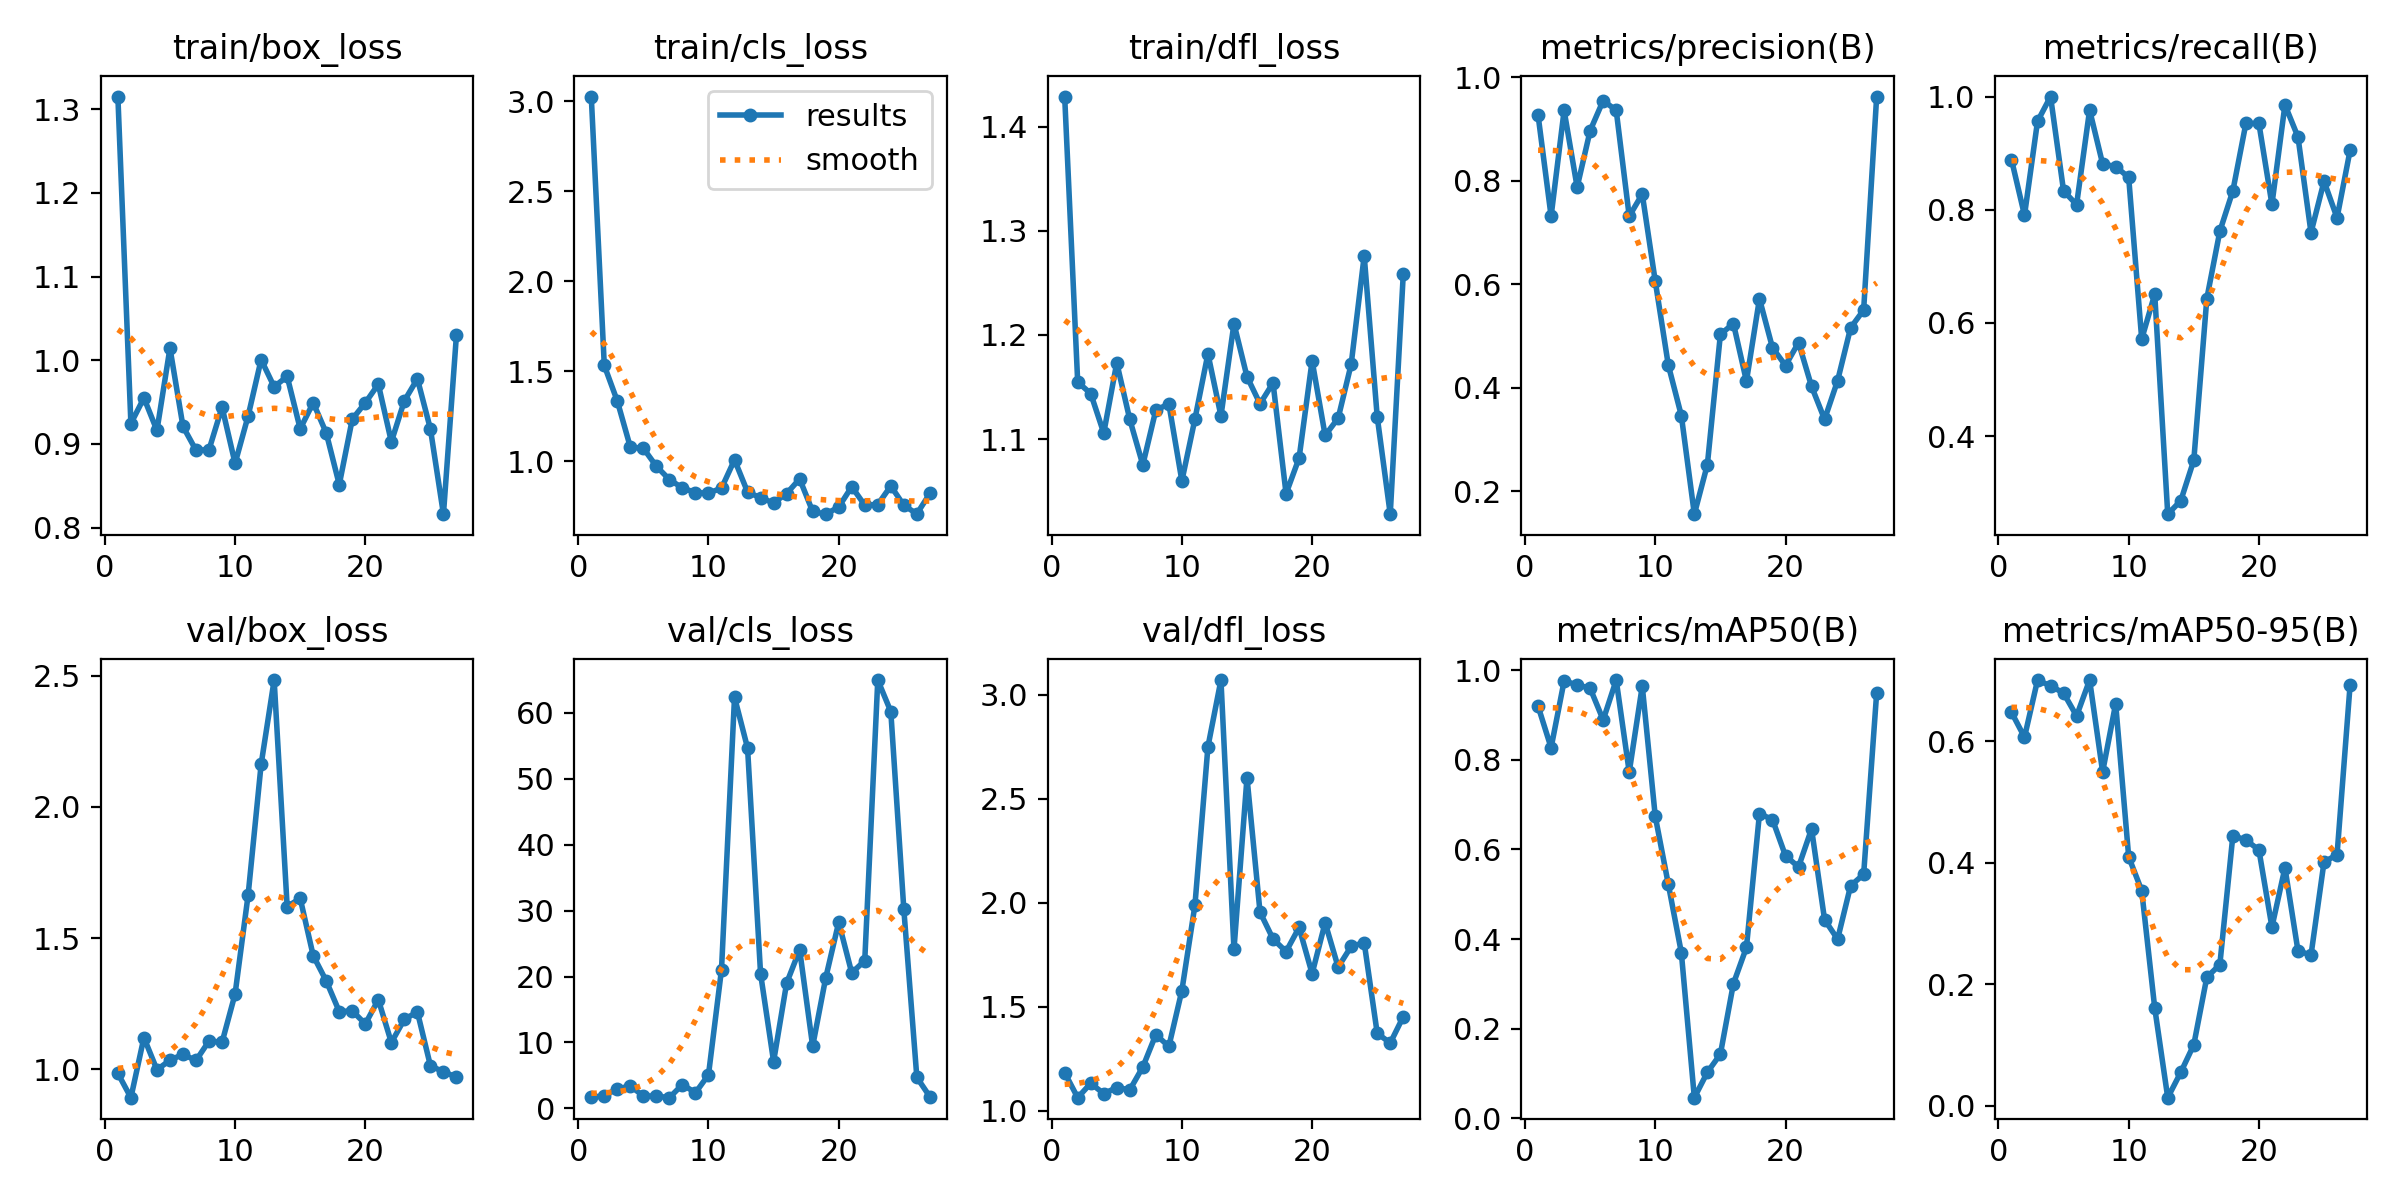 train/box_loss
1.3
1.2
1.1
1.0
0.9
0.8
0 10 20
train/cls_loss
results
smooth
3.0
2.5
2.0
1.5
1.0
0 10 20
train/dfl_loss
1.4
1.3
1.2
1.1
0 10 20
metrics/precision(B)
1.0
0.8
0.6
0.4
0.2
0 10 20
metrics/recall(B)
1.0
0.8
0.6
0.4
0 10 20
val/box_loss
2.5
2.0
1.5
1.0
0 10 20
val/cls_loss
60
50
40
30
20
10
0
0 10 20
val/dfl_loss
3.0
2.5
2.0
1.5
1.0
0 10 20
metrics/mAP50(B)
1.0
0.8
0.6
0.4
0.2
0.0
0 10 20
metrics/mAP50-95(B)
0.6
0.4
0.2
0.0
0 10 20